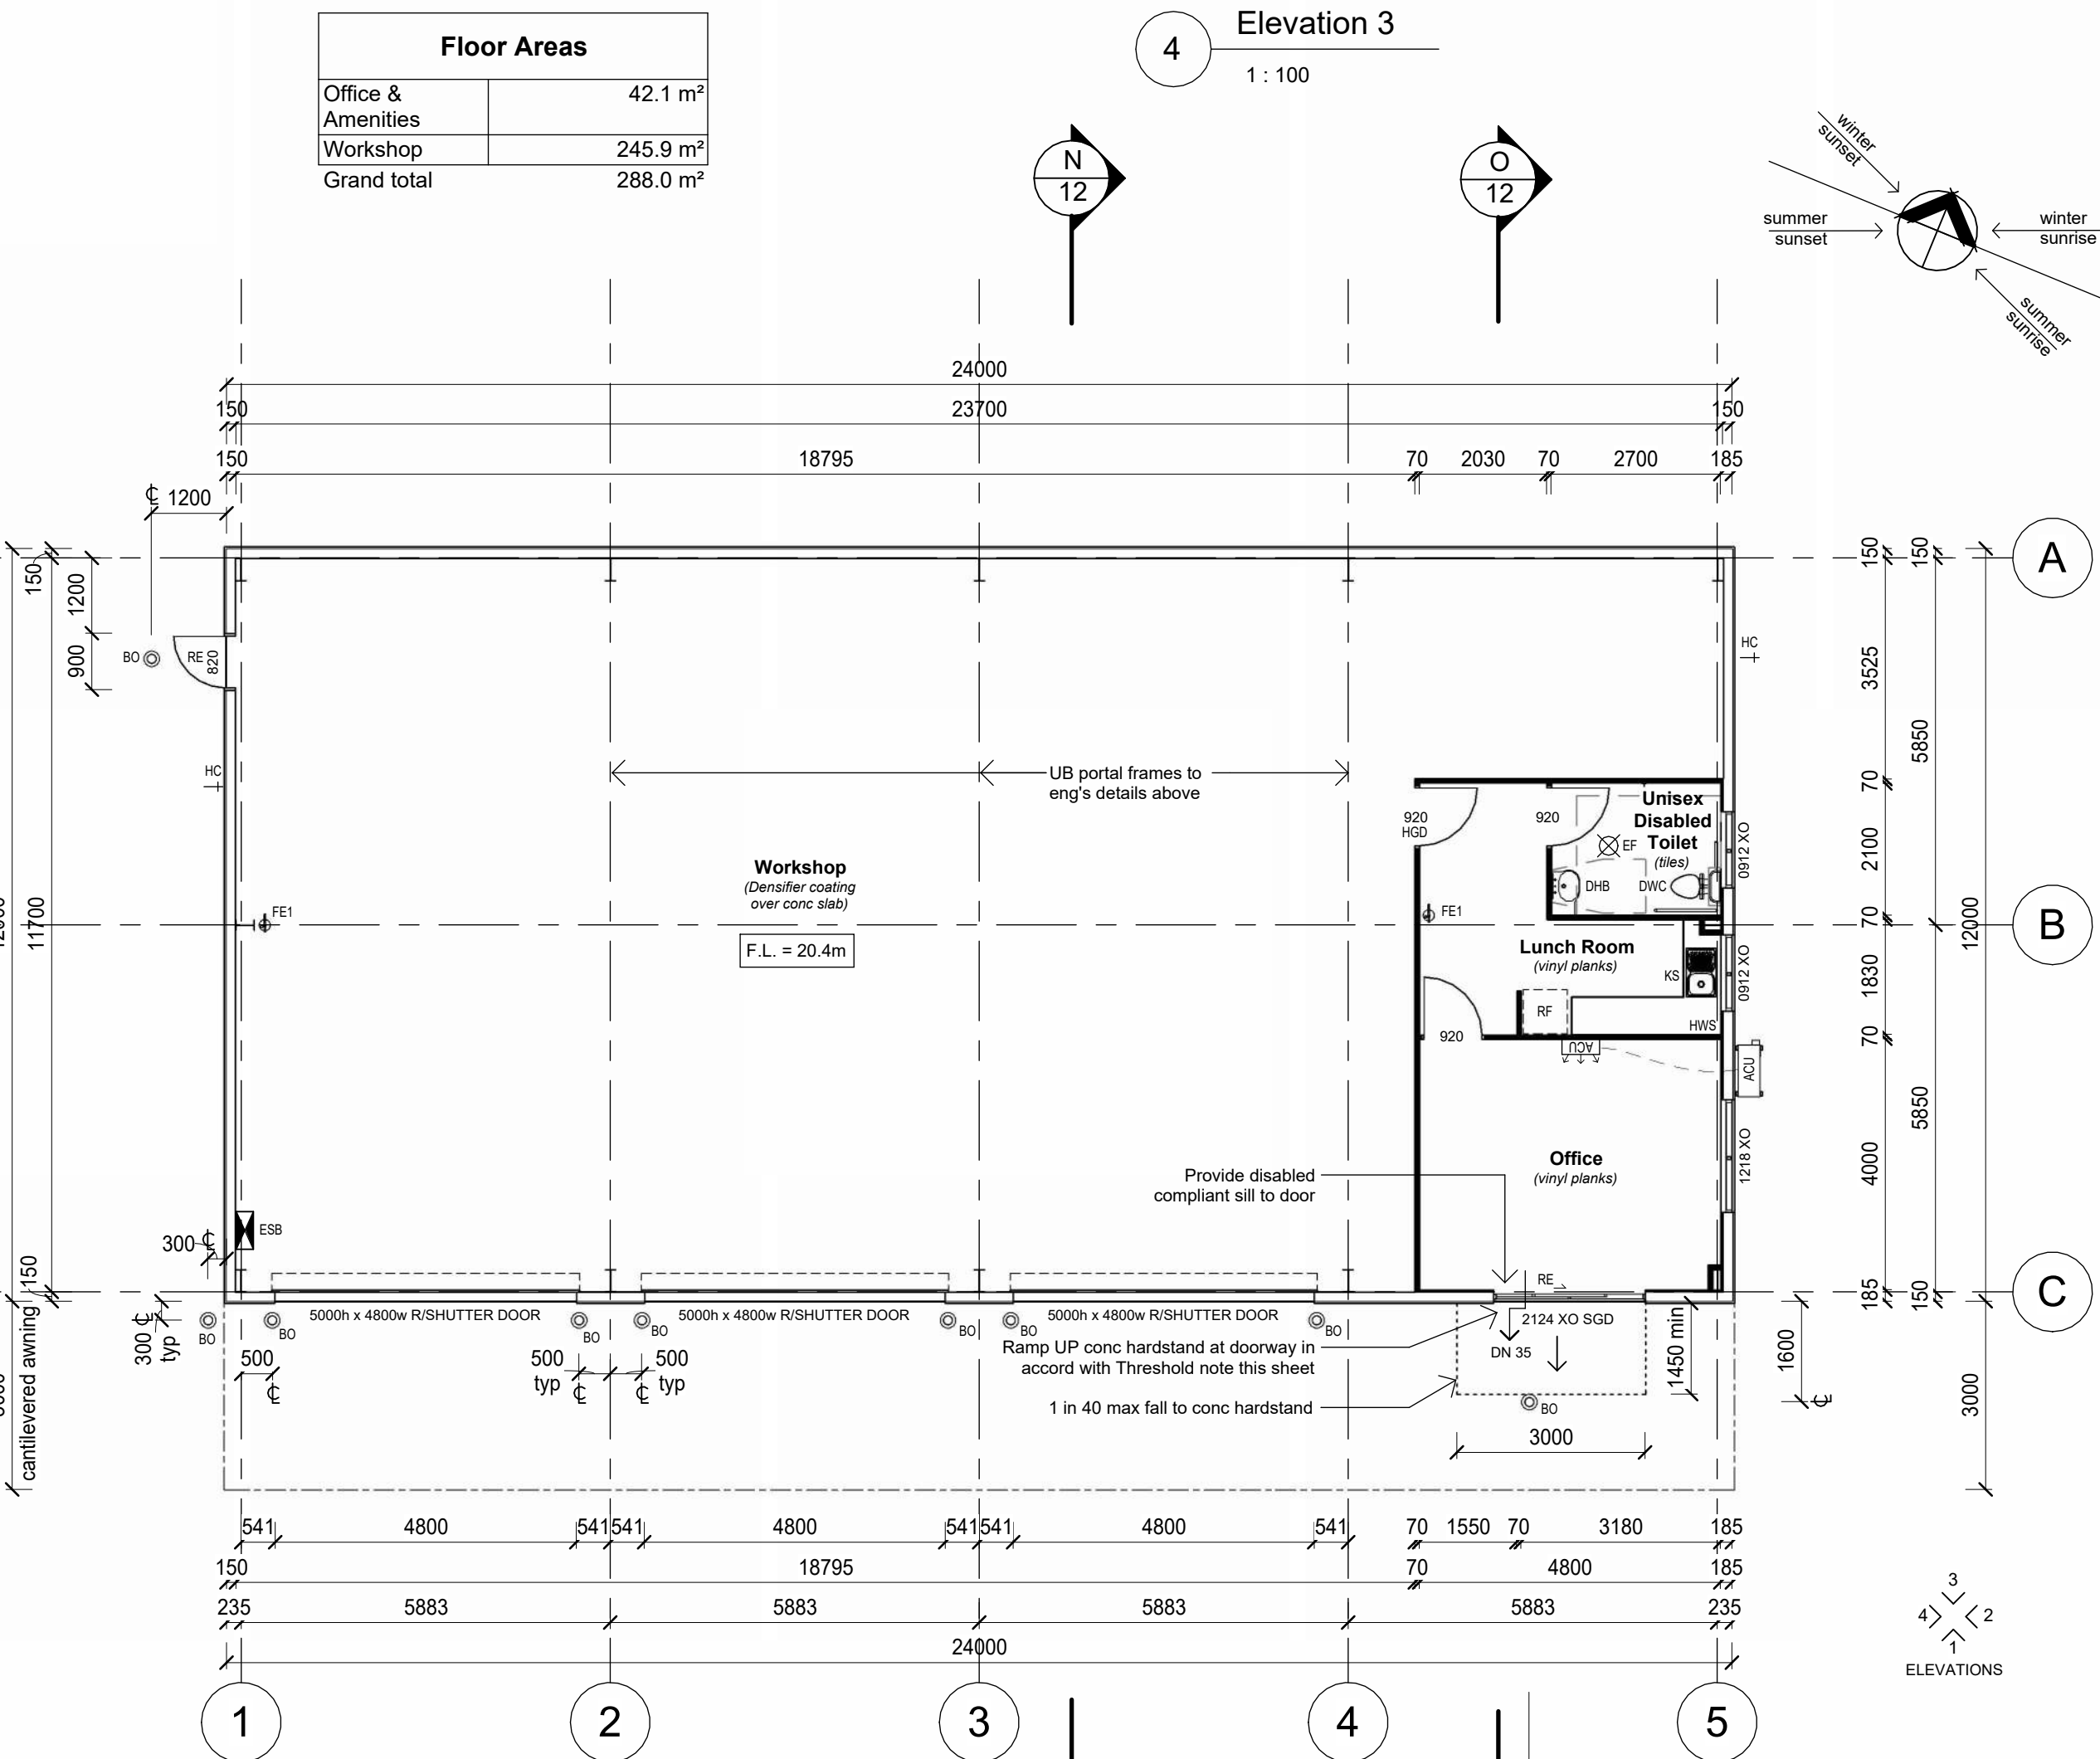 Floor Areas
Office & Amenities 42.1 m²
Workshop 245.9 m²
Grand total 288.0 m²
4
Elevation 3
1 : 100
N
12
O
12
winter
sunset
summer
sunset
winter
sunrise
summer
sunrise
24000
150 23700 150
150 18795 70 2030 70 2700 185
℄ 1200
150
1200
900
BO
RE
820
HC
11700
150
300 ℄
300 ℄
typ
cantilevered awning
UB portal frames to
eng's details above
Workshop
(Densifier coating
over conc slab)
F.L. = 20.4m
FE1
ESB
920
HGD
920
Unisex
Disabled
Toilet
(tiles)
EF
DHB
DWC
FE1
Lunch Room
(vinyl planks)
KS
RF
HWS
920
ACU
ACU
Office
(vinyl planks)
0912 XO
0912 XO
1218 XO
HC
150
3525
70
2100
70
1830
70
4000
185
150
5850
5850
150
12000
3000
A
B
C
Provide disabled
compliant sill to door
RE
5000h x 4800w R/SHUTTER DOOR
5000h x 4800w R/SHUTTER DOOR
5000h x 4800w R/SHUTTER DOOR
2124 XO SGD
BO
BO
BO
BO
BO
BO
BO
Ramp UP conc hardstand at doorway in
accord with Threshold note this sheet
DN 35
1450 min
1600
℄
500
℄
500
typ ℄
500
℄ typ
1 in 40 max fall to conc hardstand
BO
3000
541 4800 541 541 4800 541 541 4800 541 70 1550 70 3180 185
150 18795 70 4800 185
235 5883 5883 5883 5883 235
24000
1 2 3 4 5
3
4 2
1
ELEVATIONS